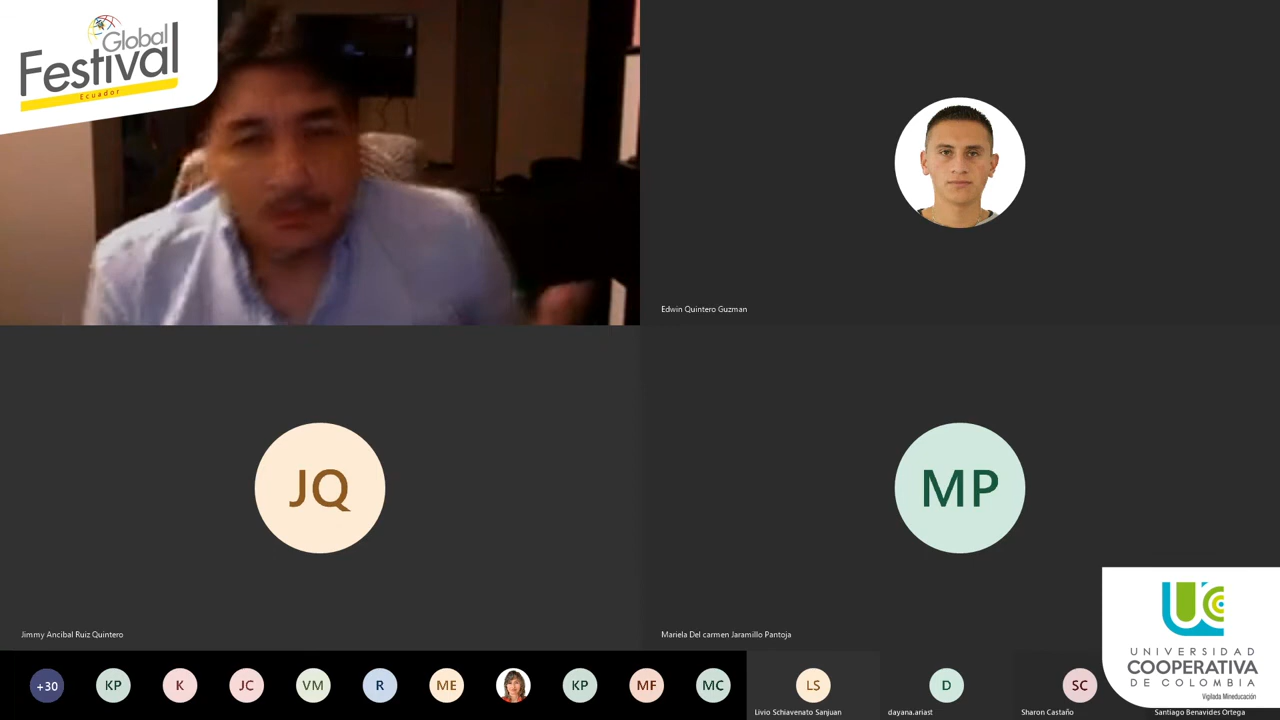 Global
Festival
Ecuador
Edwin Quintero Guzman
JQ
MP
Jimmy Ancibal Ruiz Quintero
Mariela Del carmen Jaramillo Pantoja
+30
KP
K
JC
VM
R
ME
KP
MF
MC
LS
D
SC
Livio Schiavenato Sanjuan
dayana.ariast
Sharon Castaño
Santiago Benavides Ortega
UCC
UNIVERSIDAD
COOPERATIVA
DE COLOMBIA
Vigilada Mineducación